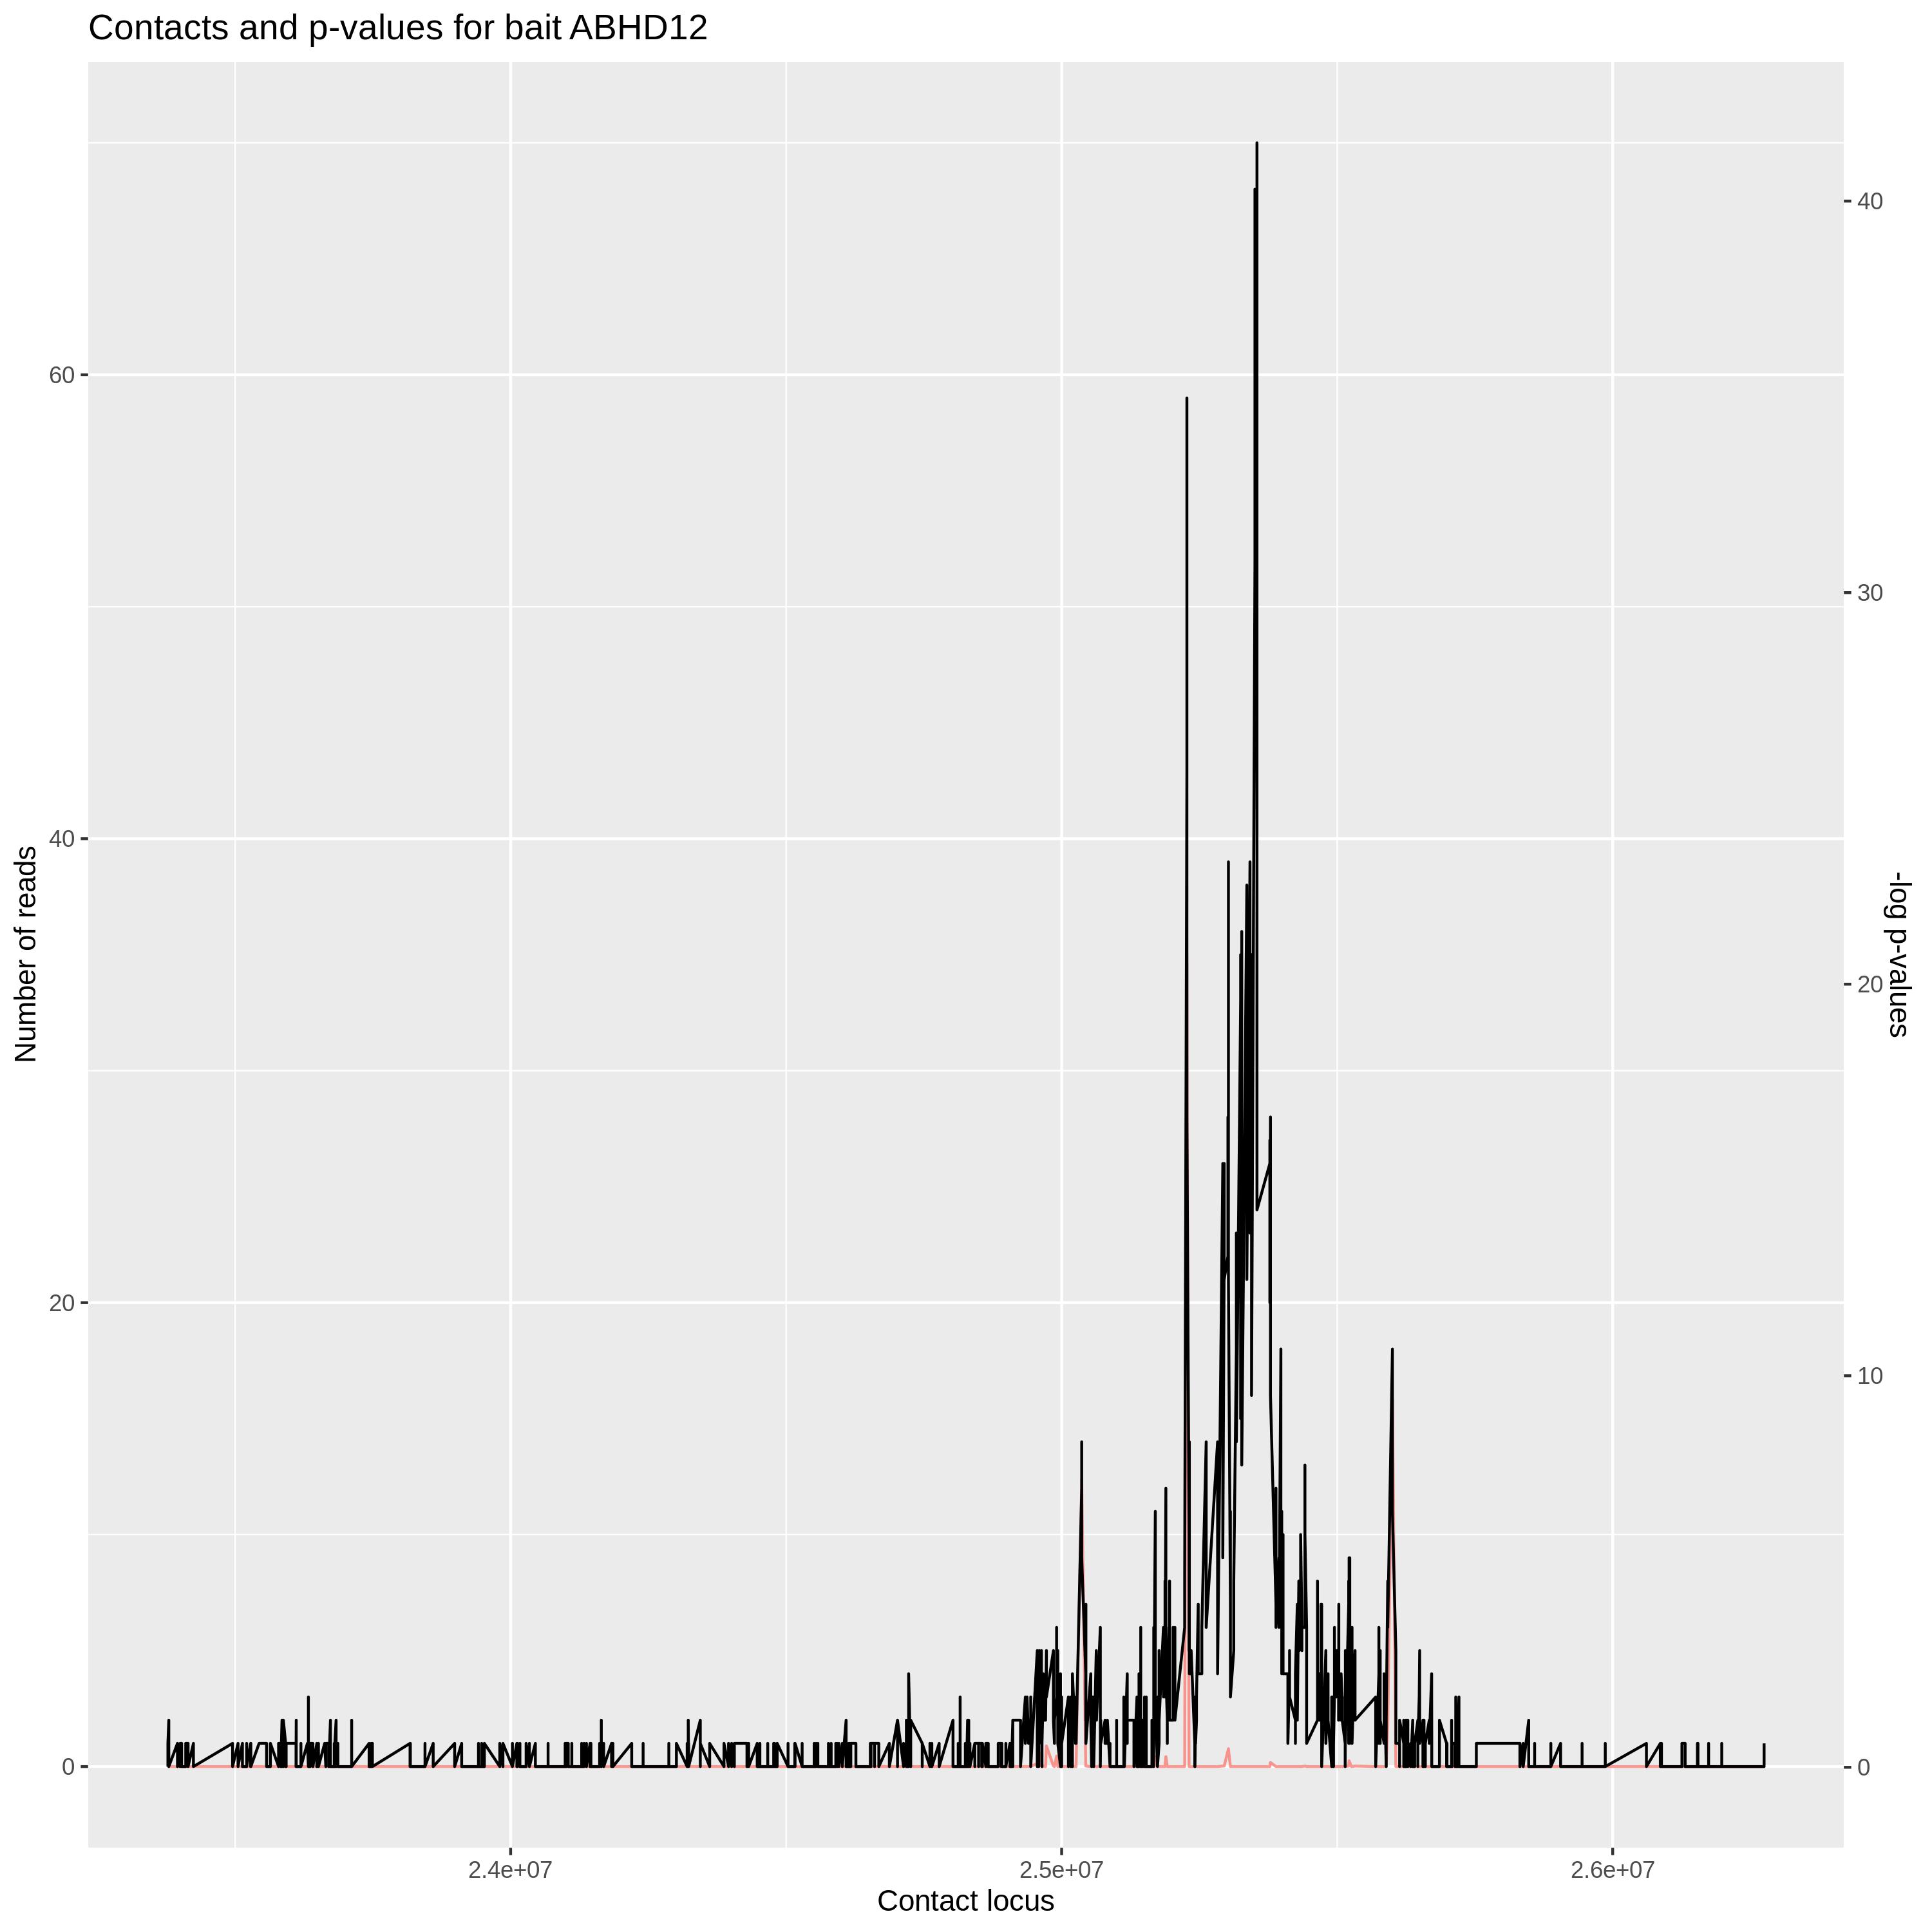 Contacts and p-values for bait ABHD12
60
40
20
0
Number of reads
40
30
20
10
0
-log p-values
2.4e+07
2.5e+07
2.6e+07
Contact locus